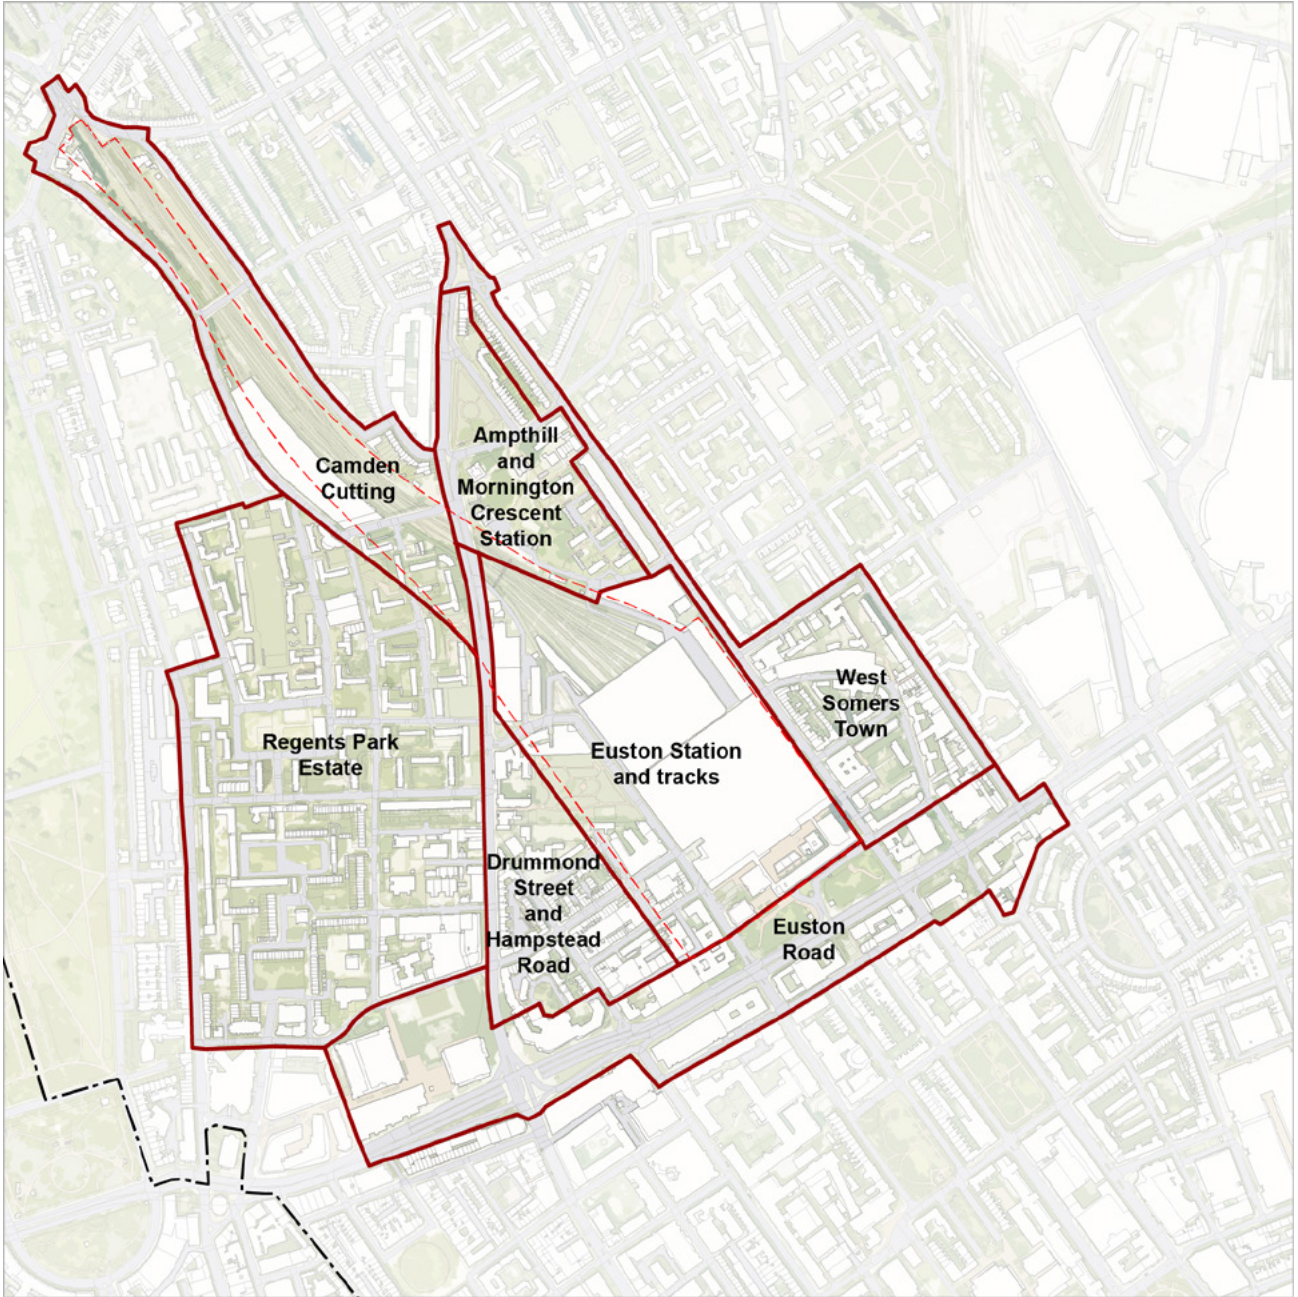 Ampthill
and
Mornington
Crescent
Station
Camden
Cutting
West
Somers
Town
Regents Park
Estate
Euston Station
and tracks
Drummond
Street
and
Hampstead
Road
Euston
Road